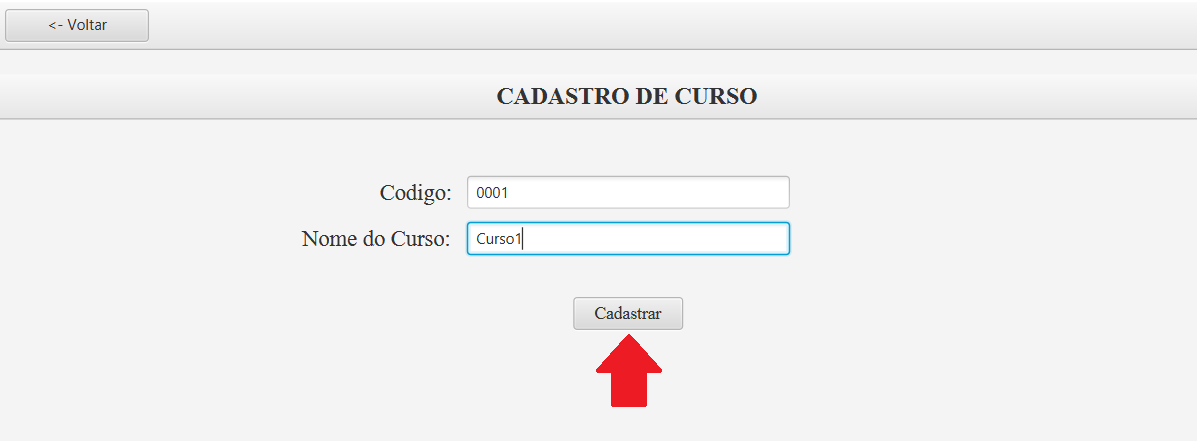 <- Voltar
CADASTRO DE CURSO
Codigo: 0001
Nome do Curso: Curso1
Cadastrar